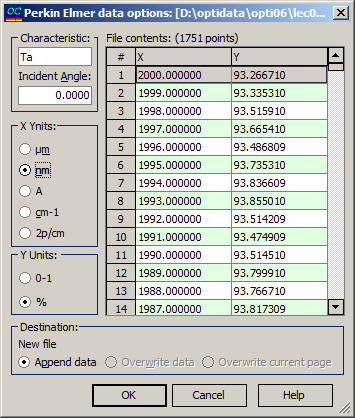 OC Perkin Elmer data options: [D:\optidata\opti06\lec0...
Characteristic:
Ta
Incident Angle:
0.0000
X Ynits:
µm
nm
A
cm-1
2p/cm
Y Units:
0-1
%
File contents: (1751 points)
# X Y
1 2000.000000 93.266710
2 1999.000000 93.335310
3 1998.000000 93.515910
4 1997.000000 93.665410
5 1996.000000 93.486809
6 1995.000000 93.735310
7 1994.000000 93.836609
8 1993.000000 93.855010
9 1992.000000 93.514209
10 1991.000000 93.474909
11 1990.000000 93.514510
12 1989.000000 93.799910
13 1988.000000 93.766710
14 1987.000000 93.817309
Destination:
New file
Append data Overwrite data Overwrite current page
OK Cancel Help